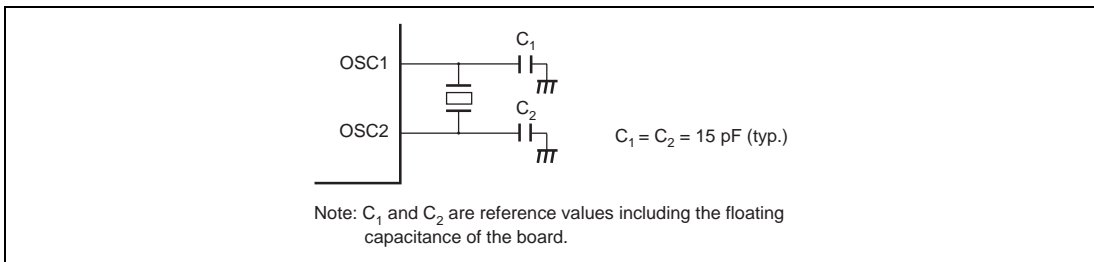 C₁
OSC1
C₂
OSC2
C₁ = C₂ = 15 pF (typ.)
Note: C₁ and C₂ are reference values including the floating
capacitance of the board.